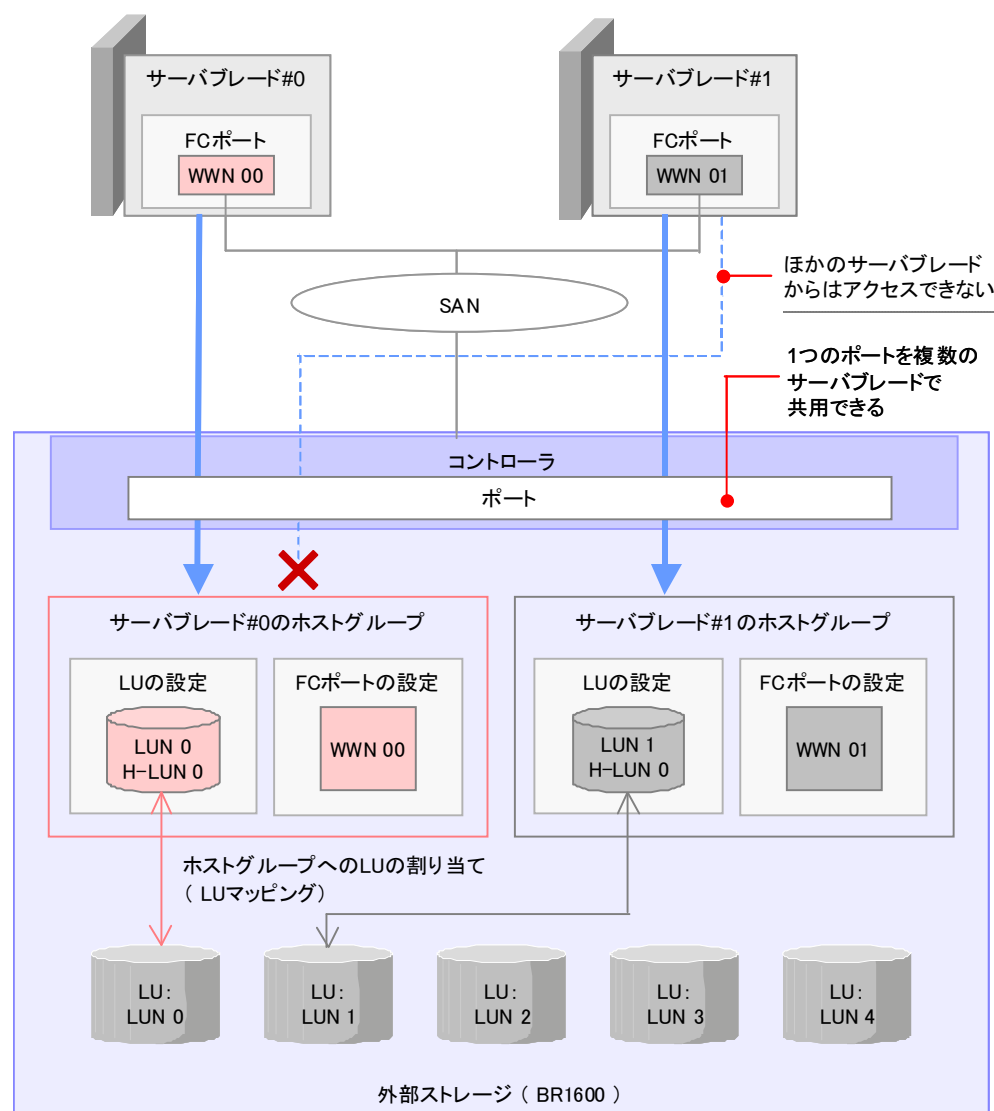 サーバブレード#0
サーバブレード#1
FCポート
WWN 00
FCポート
WWN 01
ほかのサーバブレード
からはアクセスできない
SAN
1つのポートを複数の
サーバブレードで
共用できる
コントローラ
ポート
サーバブレード#0のホストグループ
サーバブレード#1のホストグループ
LUの設定
FCポートの設定
LUの設定
FCポートの設定
LUN 0
H-LUN 0
WWN 00
LUN 1
H-LUN 0
WWN 01
ホストグループへのLUの割り当て
( LUマッピング)
LU:
LUN 0
LU:
LUN 1
LU:
LUN 2
LU:
LUN 3
LU:
LUN 4
外部ストレージ ( BR1600 )